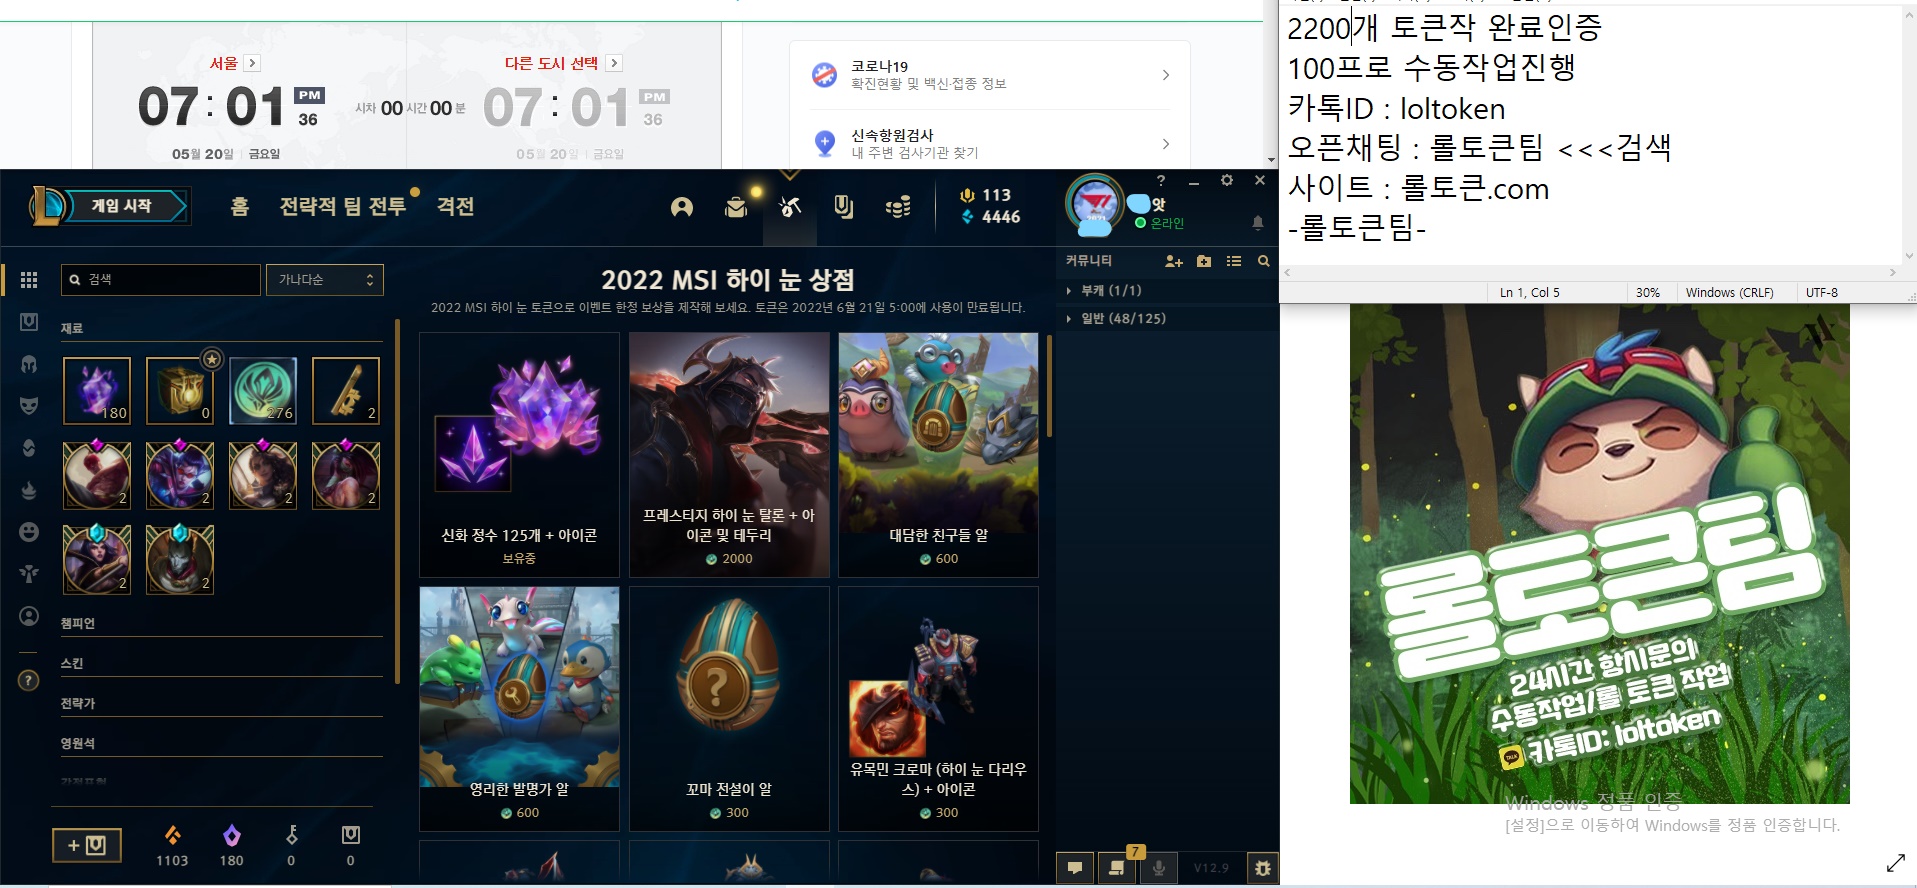 서울
다른 도시 선택
07:01 PM 36
시차 00 시간 00 분
07:01 PM 36
05월 20일 | 금요일
05월 20일 | 금요일
코로나19
확진현황 및 백신·접종 정보
신속항원검사
내 주변 검사기관 찾기
2200개 토큰작 완료인증
100프로 수동작업진행
카톡ID : loltoken
오픈채팅 : 롤토큰팀 <<<검색
사이트 : 롤토큰.com
-롤토큰팀-
Ln 1, Col 5
30%
Windows (CRLF)
UTF-8
게임 시작
홈
전략적 팀 전투
격전
113
4446
앗
온라인
검색
가나다순
2022 MSI 하이 눈 상점
2022 MSI 하이 눈 토큰으로 이벤트 한정 보상을 제작해 보세요. 토큰은 2022년 6월 21일 5:00에 사용이 만료됩니다.
커뮤니티
부캐 (1/1)
일반 (48/125)
재료
180
0
276
2
2
2
2
2
2
2
챔피언
스킨
전략가
영원석
감정표현
1103
180
0
0
신화 정수 125개 + 아이콘
보유중
프레스티지 하이 눈 탈론 + 아
이콘 및 테두리
2000
대담한 친구들 알
600
영리한 발명가 알
600
꼬마 전설이 알
300
유목민 크로마 (하이 눈 다리우
스) + 아이콘
300
7
V12.9
롤토큰팀
24시간 항시문의
수동작업/롤 토큰 작업
TALK
카톡ID: loltoken
Windows 정품 인증
[설정]으로 이동하여 Windows를 정품 인증합니다.